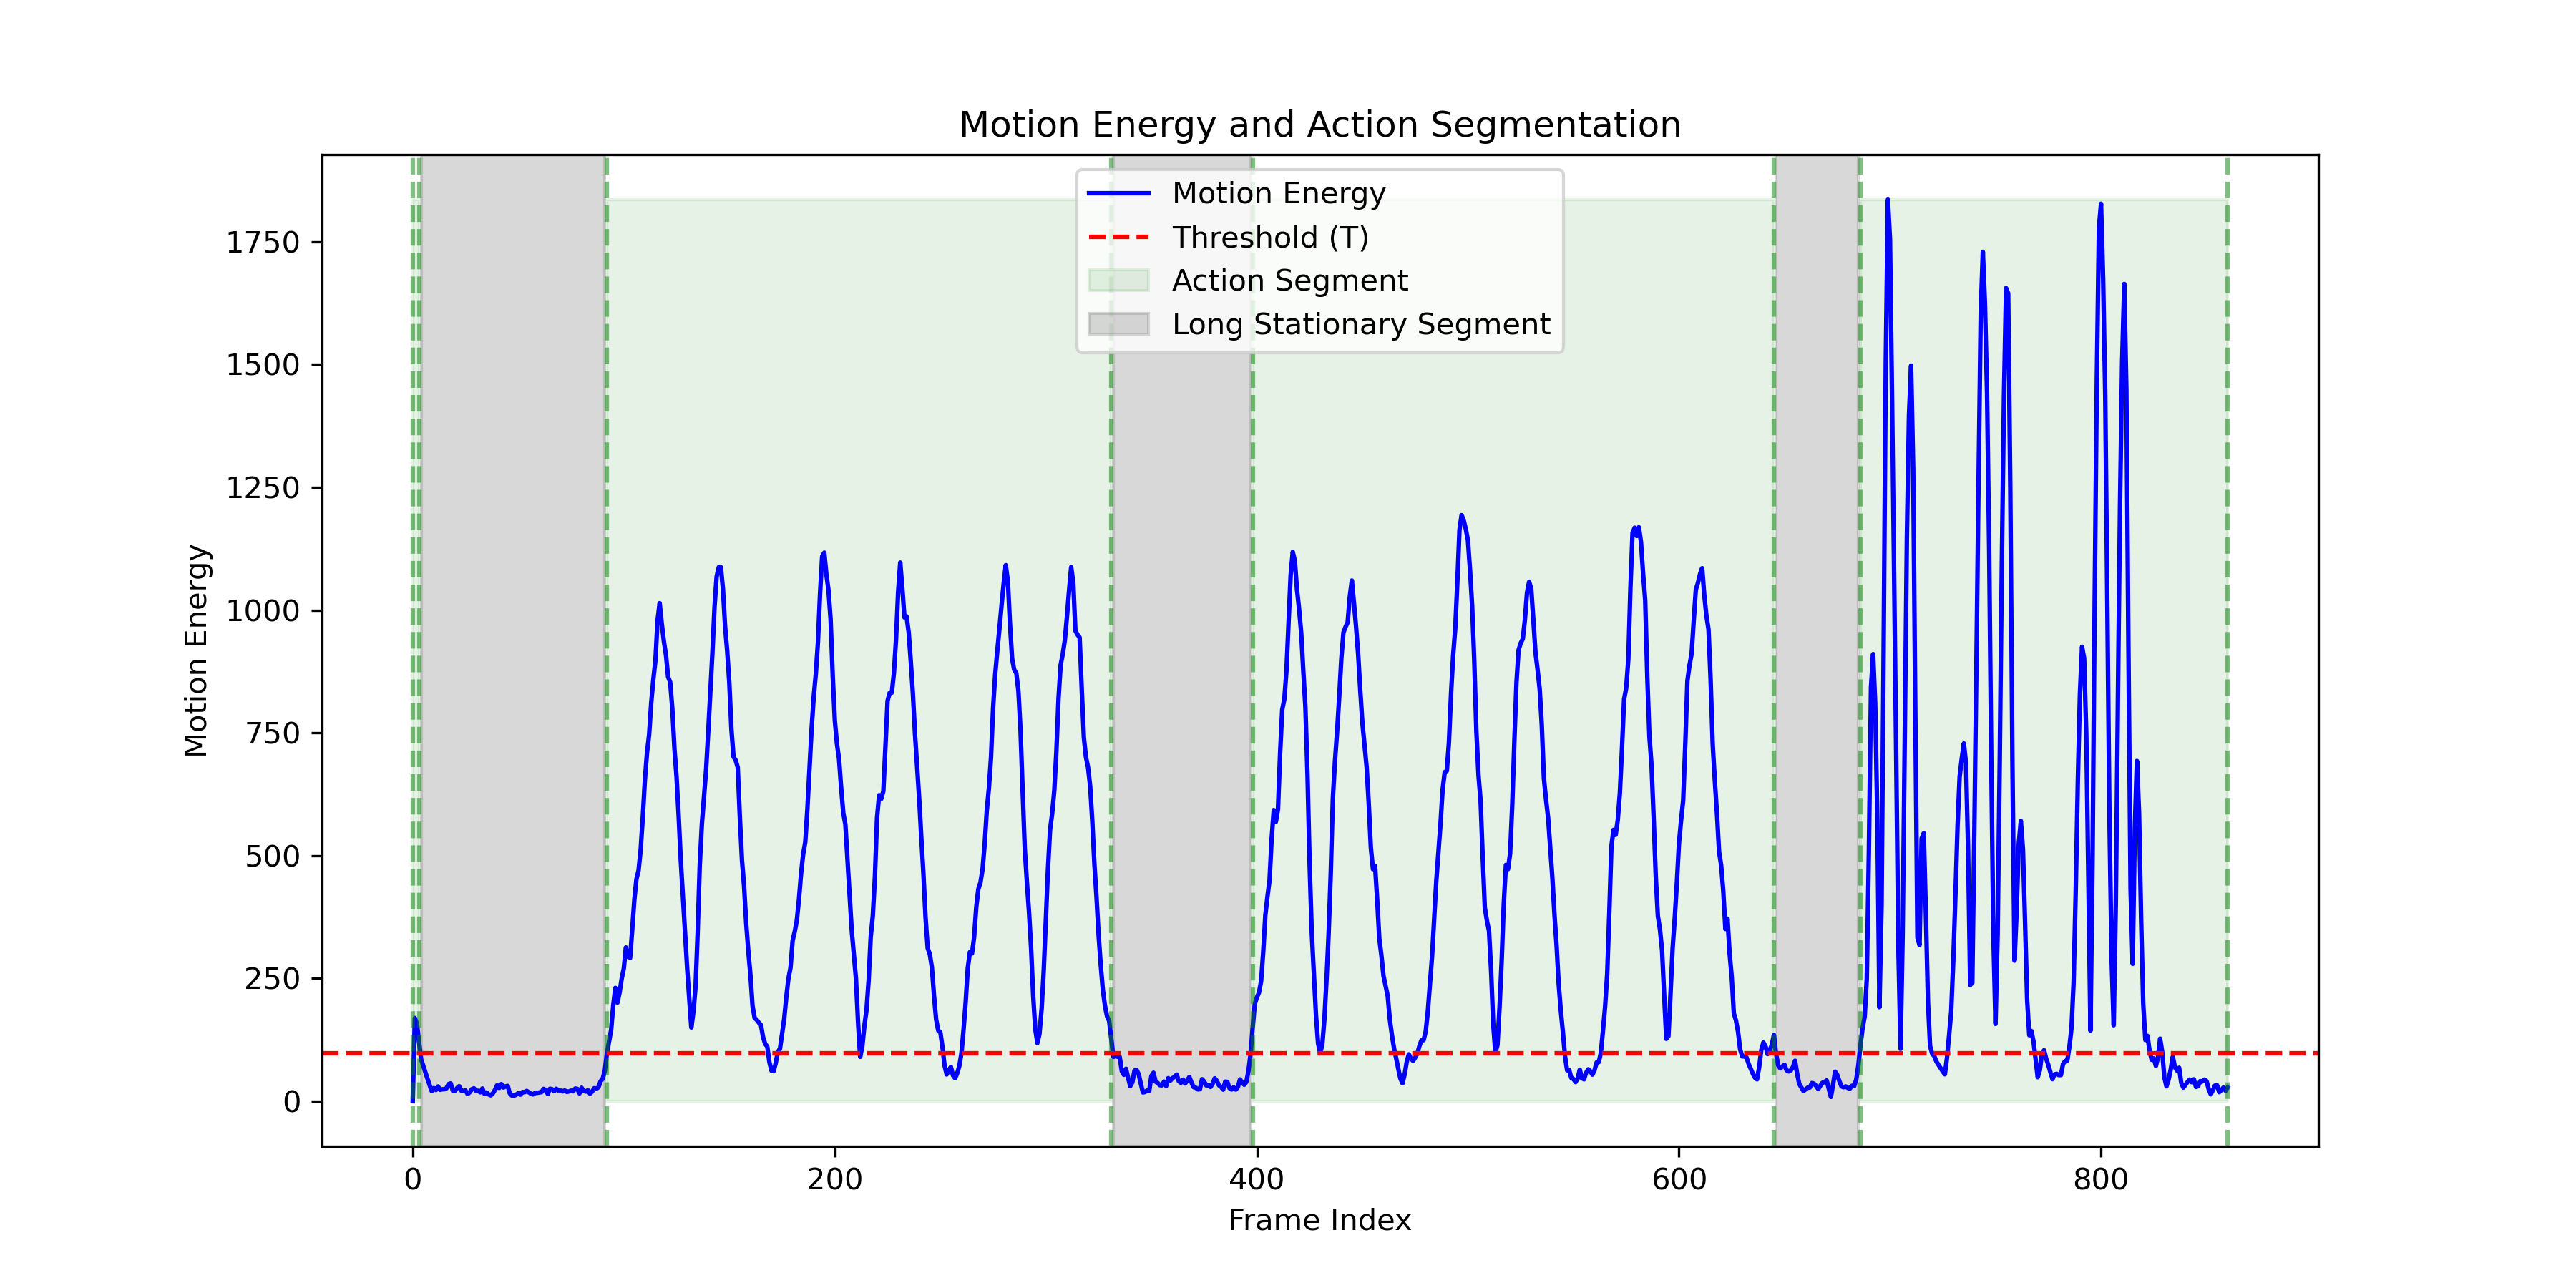 Motion Energy and Action Segmentation
Motion Energy
Threshold (T)
Action Segment
Long Stationary Segment
Motion Energy
1750
1500
1250
1000
750
500
250
0
0 200 400 600 800
Frame Index